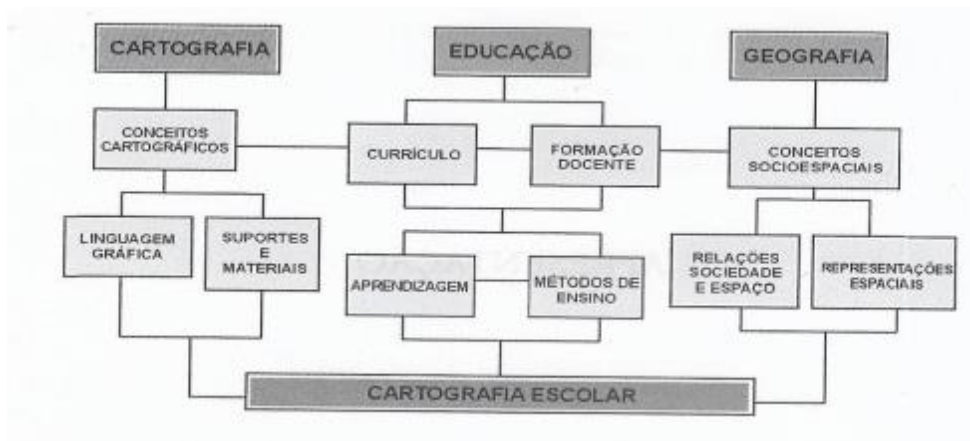 CARTOGRAFIA
EDUCAÇÃO
GEOGRAFIA
CONCEITOS
CARTOGRÁFICOS
CURRÍCULO
FORMAÇÃO
DOCENTE
CONCEITOS
SOCIOESPACIAIS
LINGUAGEM
GRÁFICA
SUPORTES
E
MATERIAIS
APRENDIZAGEM
MÉTODOS DE
ENSINO
RELAÇÕES
SOCIEDADE
E ESPAÇO
REPRESENTAÇÕES
ESPACIAIS
CARTOGRAFIA ESCOLAR